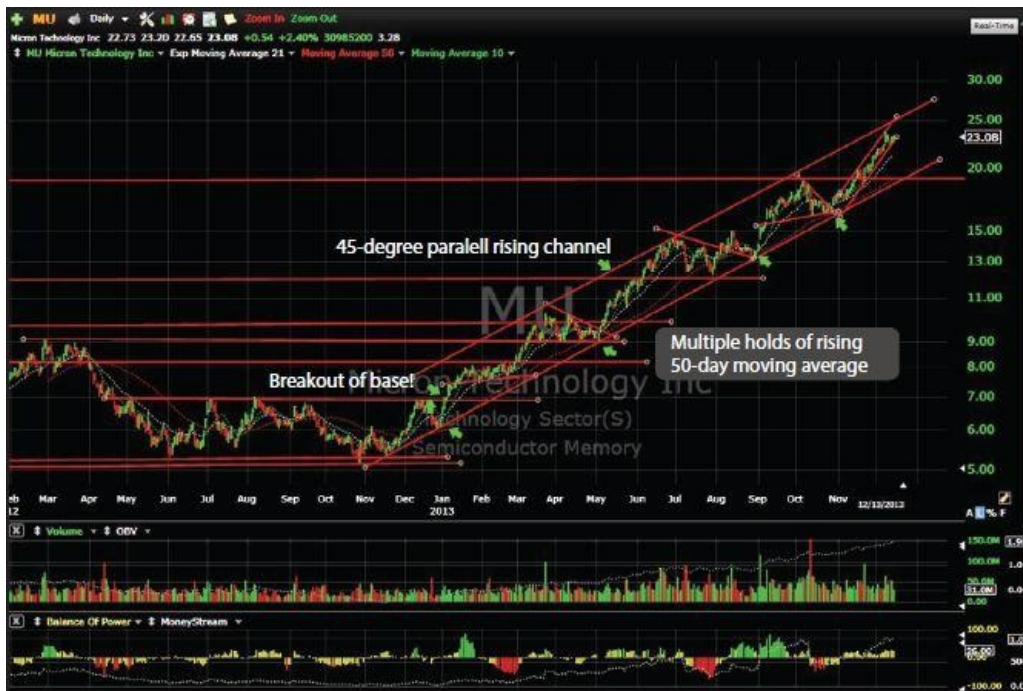 MU Daily Zoom In Zoom Out
Real-Time
Micron Technology Inc 22.73 23.20 22.65 23.08 +0.54 +2.40% 30985200 3.28
MU Micron Technology Inc Exp Moving Average 21 Moving Average 50 Moving Average 10
30.00
25.00
23.08
20.00
15.00
13.00
11.00
9.00
8.00
7.00
6.00
5.00
45-degree paralell rising channel
MU
Multiple holds of rising
50-day moving average
Breakout of base!
Micron Technology Inc
Technology Sector(S)
Semiconductor Memory
eb Mar Apr May Jun Jul Aug Sep Oct Nov Dec Jan Feb Mar Apr May Jun Jul Aug Sep Oct Nov 12/13/2013
12 2013
A L % F
X Volume OBV
150.0M
100.0M
50.0M
31.0M
0.00
X Balance Of Power MoneyStream
100.00
26.00
-100.00